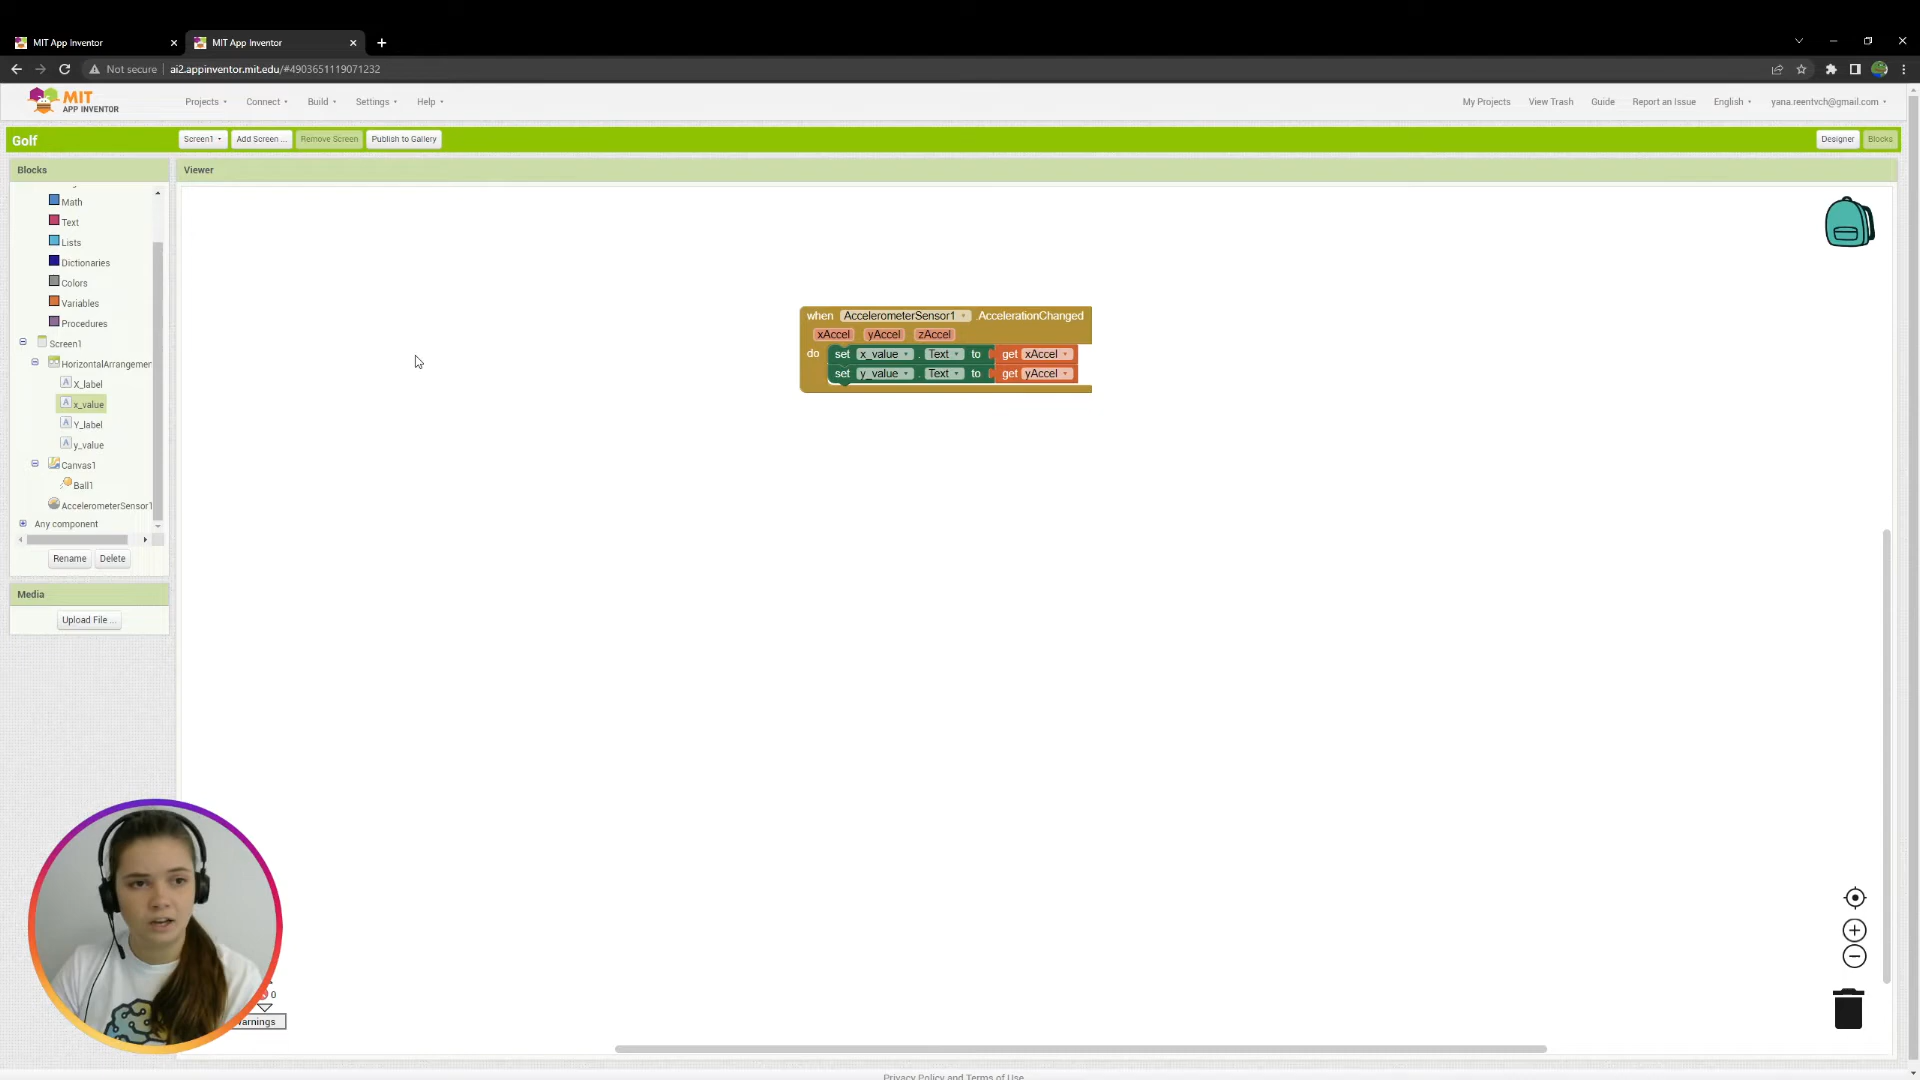 MIT App Inventor
MIT App Inventor
Not secure
ai2.appinventor.mit.edu/#4903651119071232
MIT
APP INVENTOR
Projects
Connect
Build
Settings
Help
My Projects
View Trash
Guide
Report an Issue
English
yana.reentvch@gmail.com
Golf
Screen1
Add Screen ...
Remove Screen
Publish to Gallery
Designer
Blocks
Blocks
Viewer
Math
Text
Lists
Dictionaries
Colors
Variables
Procedures
Screen1
HorizontalArrangemen
X_label
x_value
Y_label
y_value
Canvas1
Ball1
AccelerometerSensor1
Any component
Rename
Delete
Media
Upload File ...
when AccelerometerSensor1 .AccelerationChanged
xAccel yAccel zAccel
do set x_value . Text to get xAccel
set y_value . Text to get yAccel
0
arnings
Privacy Policy and Terms of Use